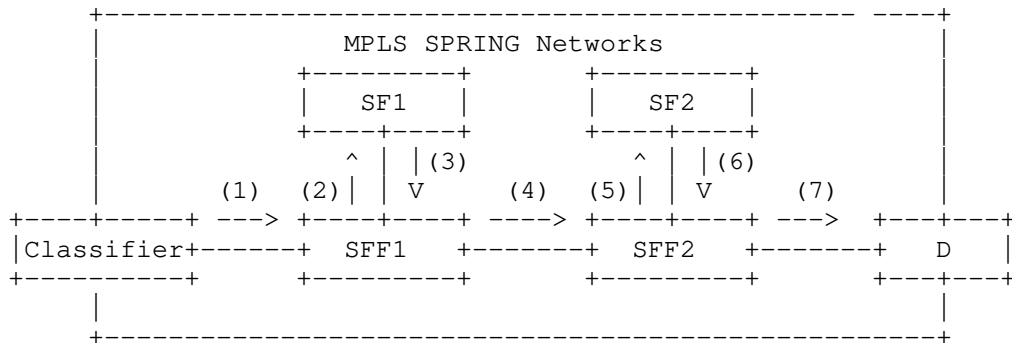 MPLS SPRING Networks
SF1 SF2
^ (3) ^ (6)
(1) (2) V (4) (5) V (7)
Classifier SFF1 SFF2 D